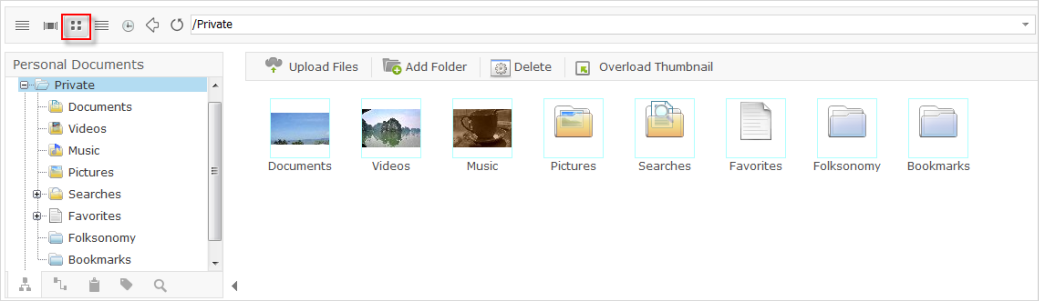 /Private
Personal Documents
Upload Files Add Folder Delete Overload Thumbnail
Private
Documents
Videos
Music
Pictures
Searches
Favorites
Folksonomy
Bookmarks
Documents Videos Music Pictures Searches Favorites Folksonomy Bookmarks